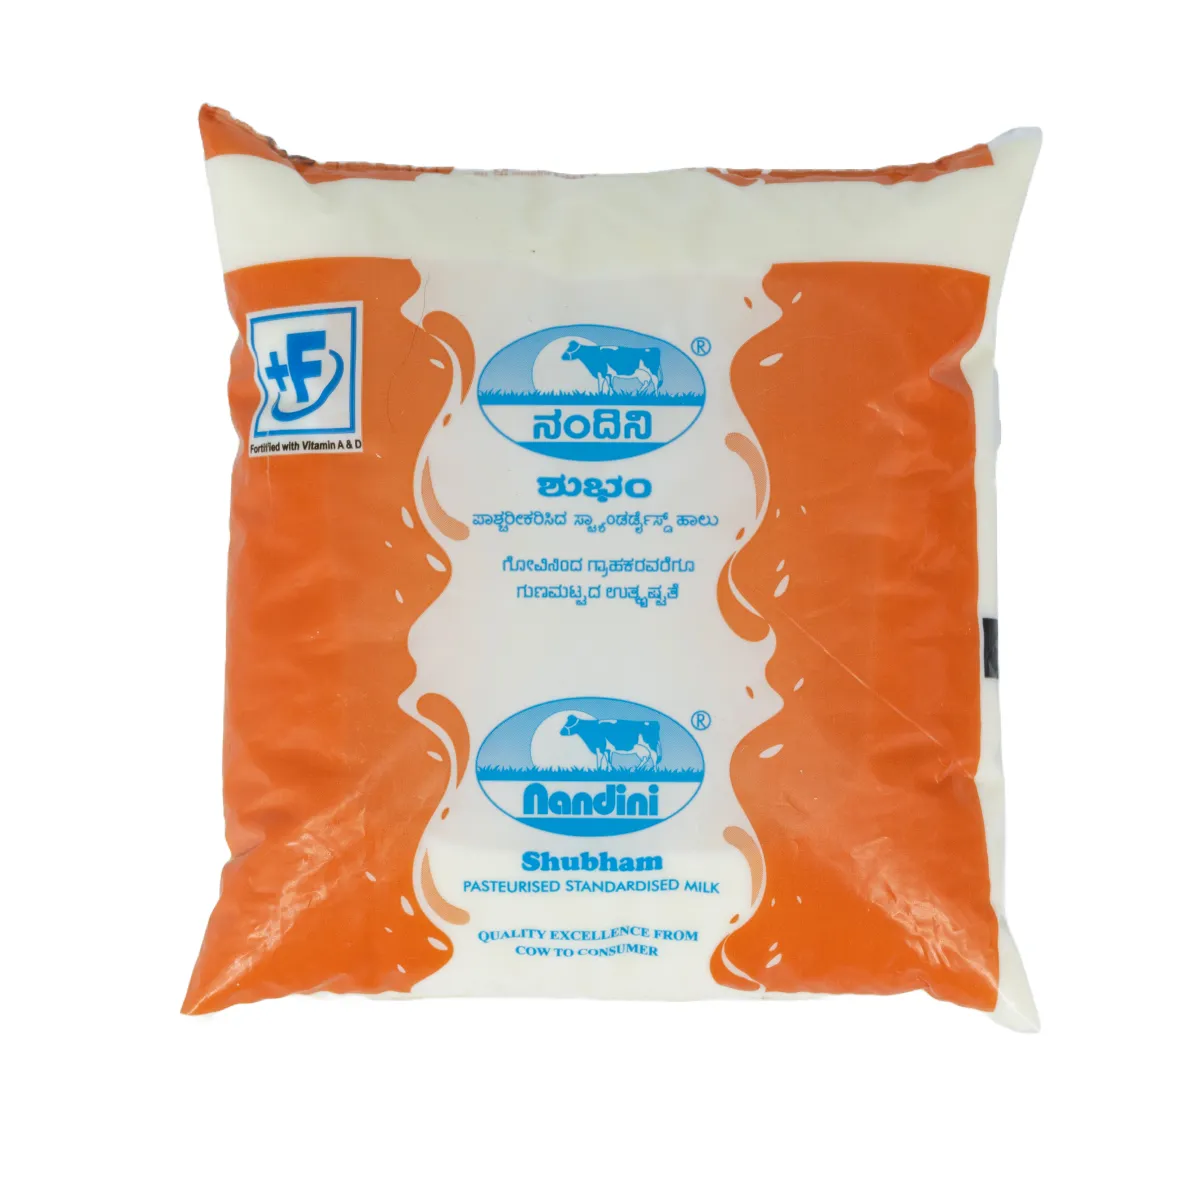 +F
Fortified with Vitamin A & D
®
ನಂದಿನಿ
ಶುಭಂ
ಪಾಶ್ಚರೀಕರಿಸಿದ ಸ್ಟ್ಯಾಂಡರ್ಡೈಸ್ಡ್ ಹಾಲು
ಗೋವಿನಿಂದ ಗ್ರಾಹಕರವರೆಗೂ
ಗುಣಮಟ್ಟದ ಉತ್ಕೃಷ್ಟತೆ
®
Nandini
Shubham
PASTEURISED STANDARDISED MILK
QUALITY EXCELLENCE FROM
COW TO CONSUMER